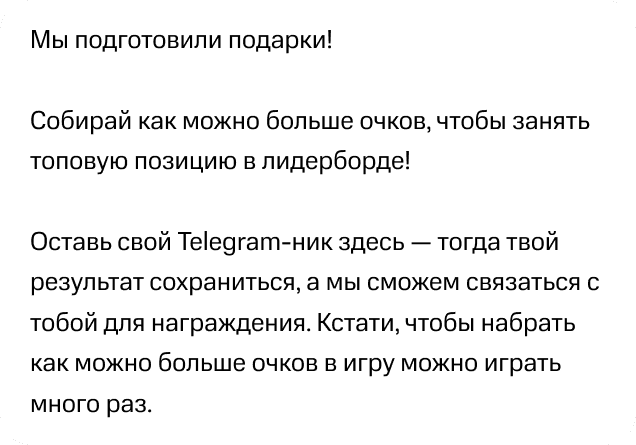 Мы подготовили подарки!
Собирай как можно больше очков, чтобы занять
топовую позицию в лидерборде!
Оставь свой Telegram-ник здесь — тогда твой
результат сохраниться, а мы сможем связаться с
тобой для награждения. Кстати, чтобы набрать
как можно больше очков в игру можно играть
много раз.